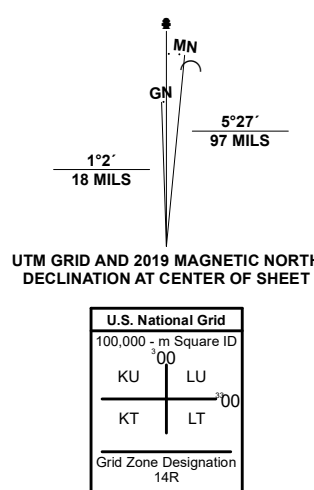 MN
GN
5°27´
97 MILS
1°2´
18 MILS
UTM GRID AND 2019 MAGNETIC NORTH
DECLINATION AT CENTER OF SHEET
U.S. National Grid
100,000 - m Square ID
³00
KU LU
³³00
KT LT
Grid Zone Designation
14R